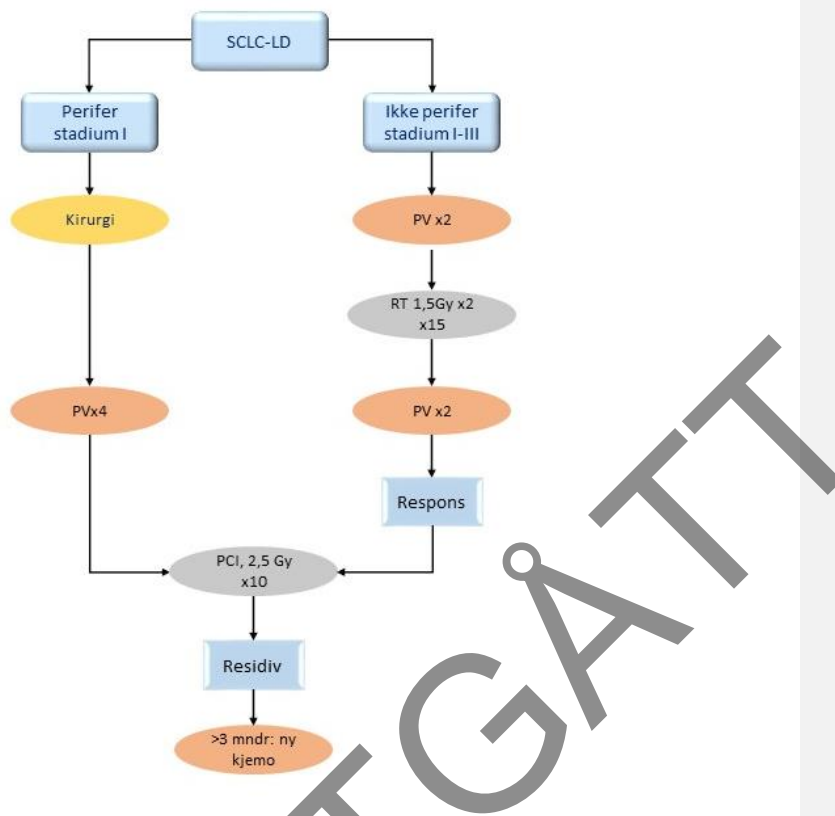 SCLC-LD
Perifer
stadium I
Ikke perifer
stadium I-III
Kirurgi
PV x2
RT 1,5Gy x2
x15
PVx4
PV x2
Respons
PCI, 2,5 Gy
x10
Residiv
>3 mndr: ny
kjemo
TGÅTT